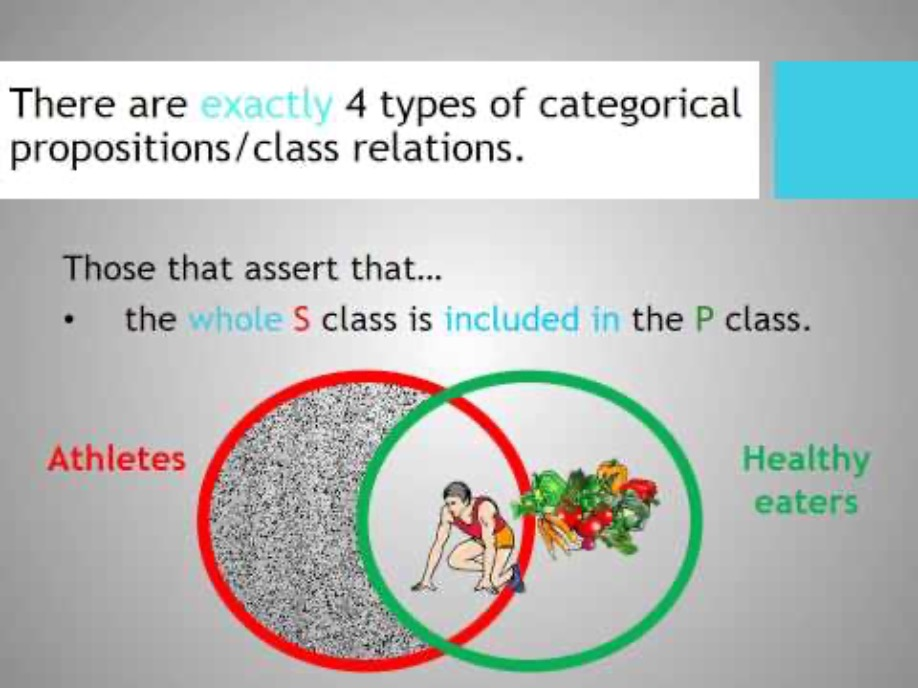 There are exactly 4 types of categorical
propositions/class relations.
Those that assert that...
• the whole S class is included in the P class.
Athletes
Healthy
eaters